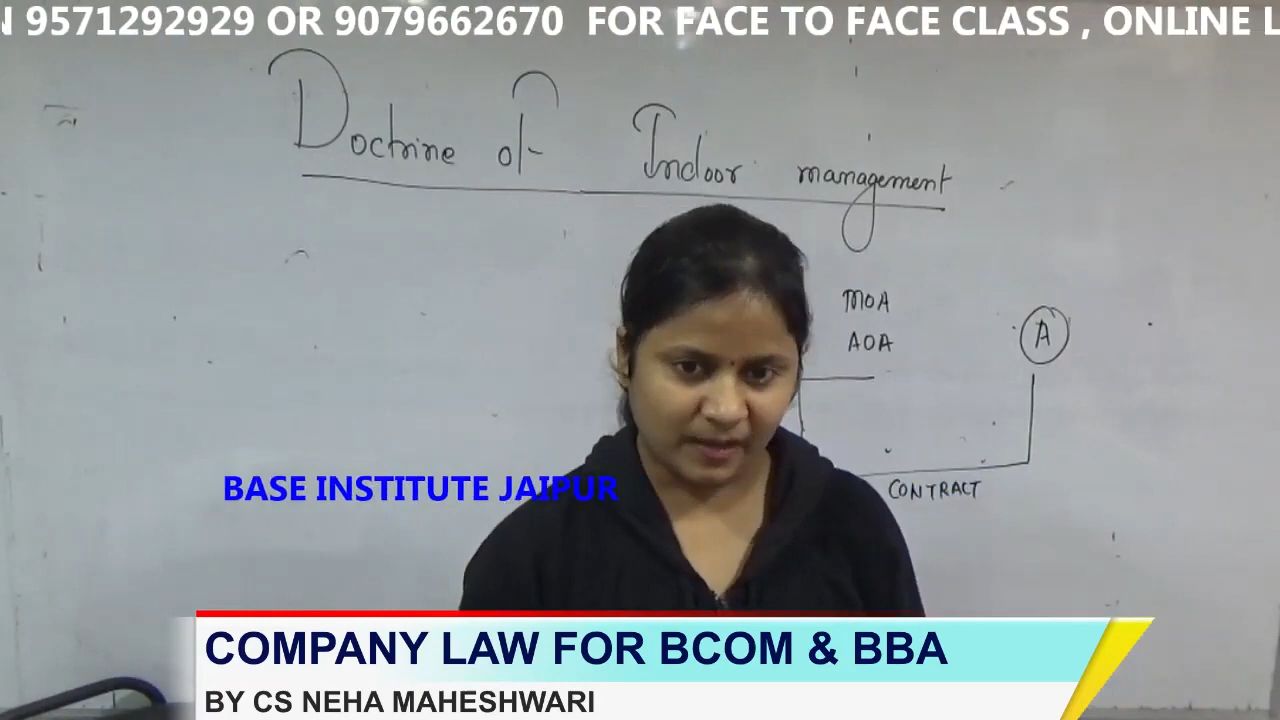 N 9571292929 OR 9079662670 FOR FACE TO FACE CLASS , ONLINE L
Doctrine of Indoor management
MOA
AOA
A
CONTRACT
BASE INSTITUTE JAIPUR
COMPANY LAW FOR BCOM & BBA
BY CS NEHA MAHESHWARI